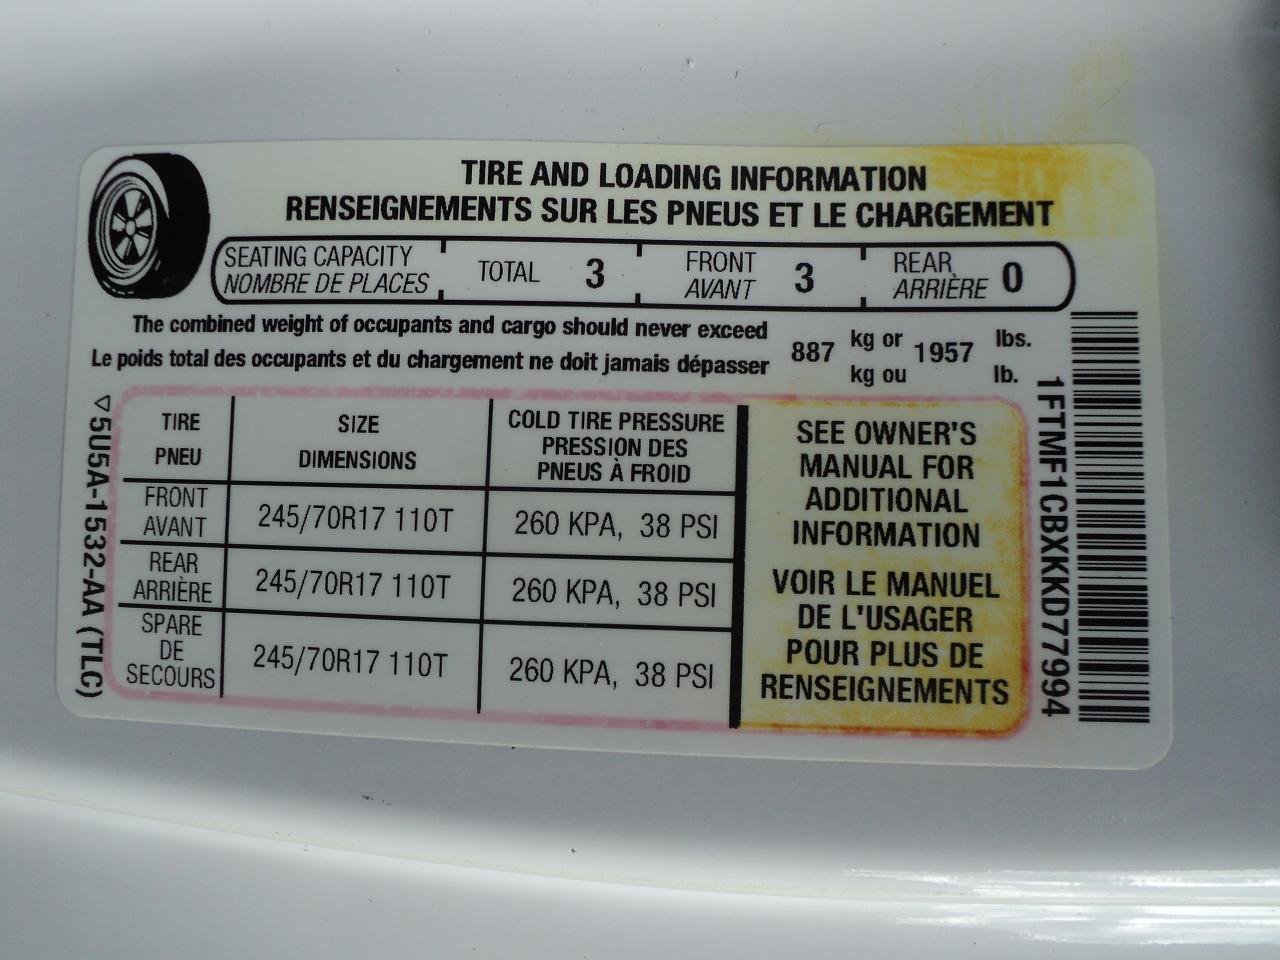 TIRE AND LOADING INFORMATION
RENSEIGNEMENTS SUR LES PNEUS ET LE CHARGEMENT
SEATING CAPACITY
NOMBRE DE PLACES
TOTAL 3
FRONT
AVANT
3
REAR
ARRIÈRE
0
The combined weight of occupants and cargo should never exceed
Le poids total des occupants et du chargement ne doit jamais dépasser
887
kg or
kg ou
1957
lbs.
lb.
TIRE
PNEU
SIZE
DIMENSIONS
COLD TIRE PRESSURE
PRESSION DES
PNEUS À FROID
FRONT
AVANT
245/70R17 110T
260 KPA, 38 PSI
REAR
ARRIÈRE
245/70R17 110T
260 KPA, 38 PSI
SPARE
DE
SECOURS
245/70R17 110T
260 KPA, 38 PSI
SEE OWNER'S
MANUAL FOR
ADDITIONAL
INFORMATION
VOIR LE MANUEL
DE L'USAGER
POUR PLUS DE
RENSEIGNEMENTS
1FTMF1CBXKKD77994
▽5U5A-1532-AA (TLC)